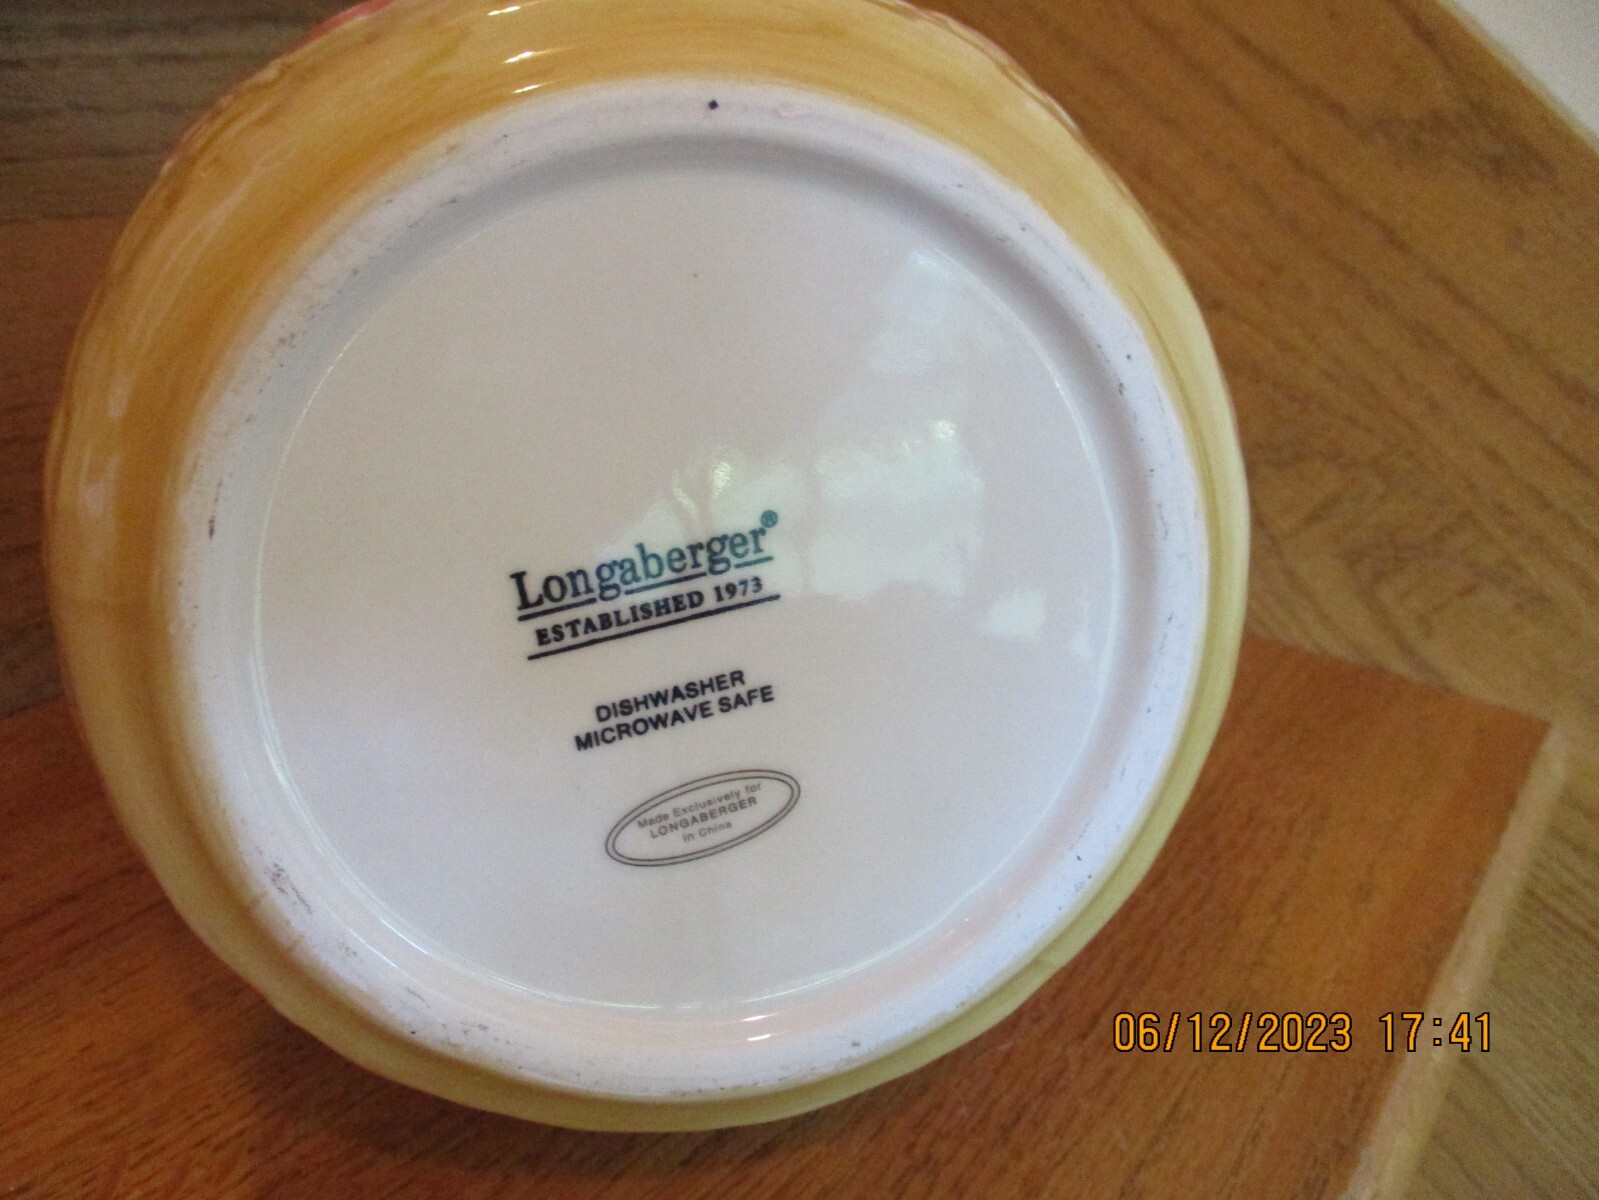 Longaberger®
ESTABLISHED 1973
DISHWASHER
MICROWAVE SAFE
Made Exclusively for
LONGABERGER
in China
06/12/2023 17:41